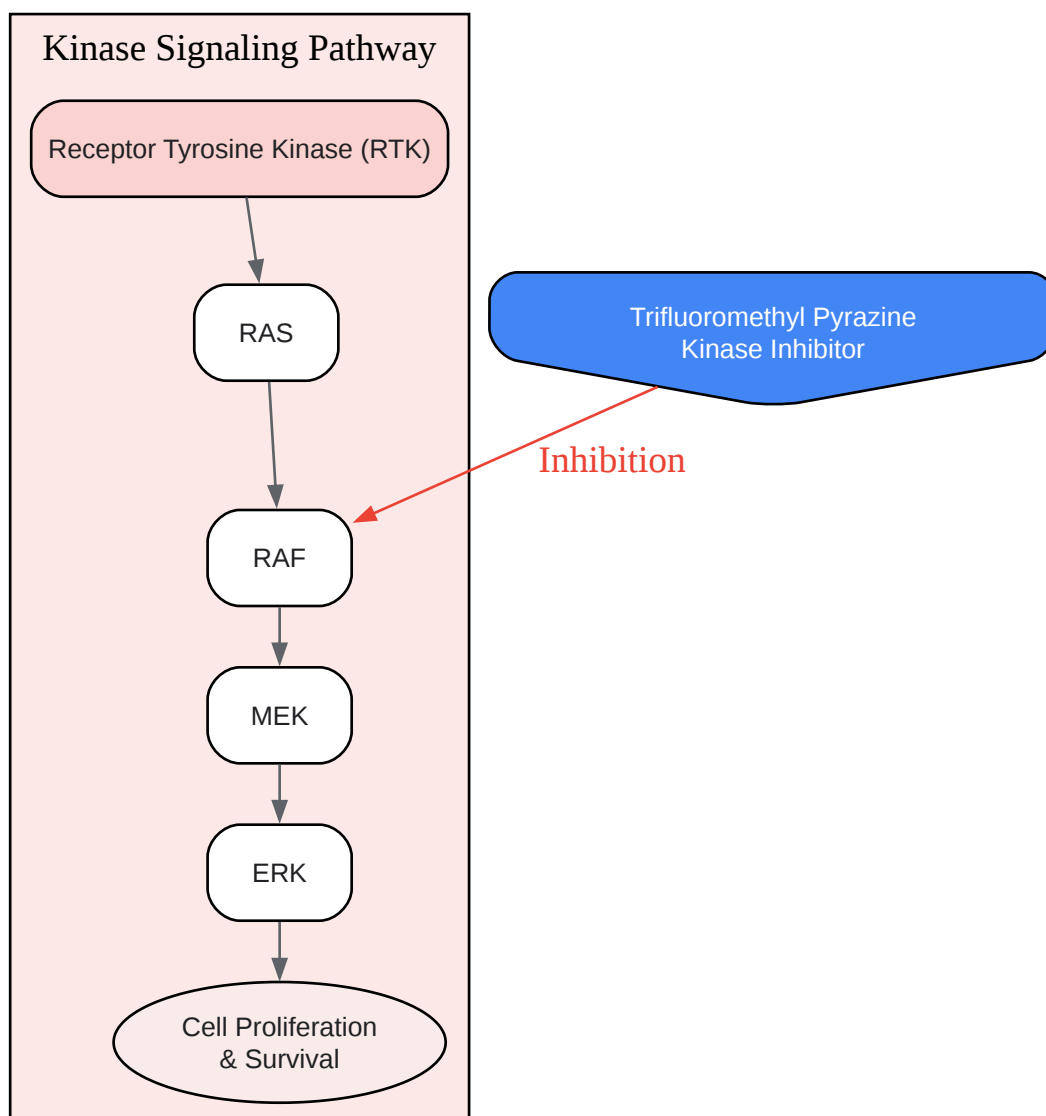 Kinase Signaling Pathway
Receptor Tyrosine Kinase (RTK)
RAS
Trifluoromethyl Pyrazine
Kinase Inhibitor
Inhibition
RAF
MEK
ERK
Cell Proliferation
& Survival